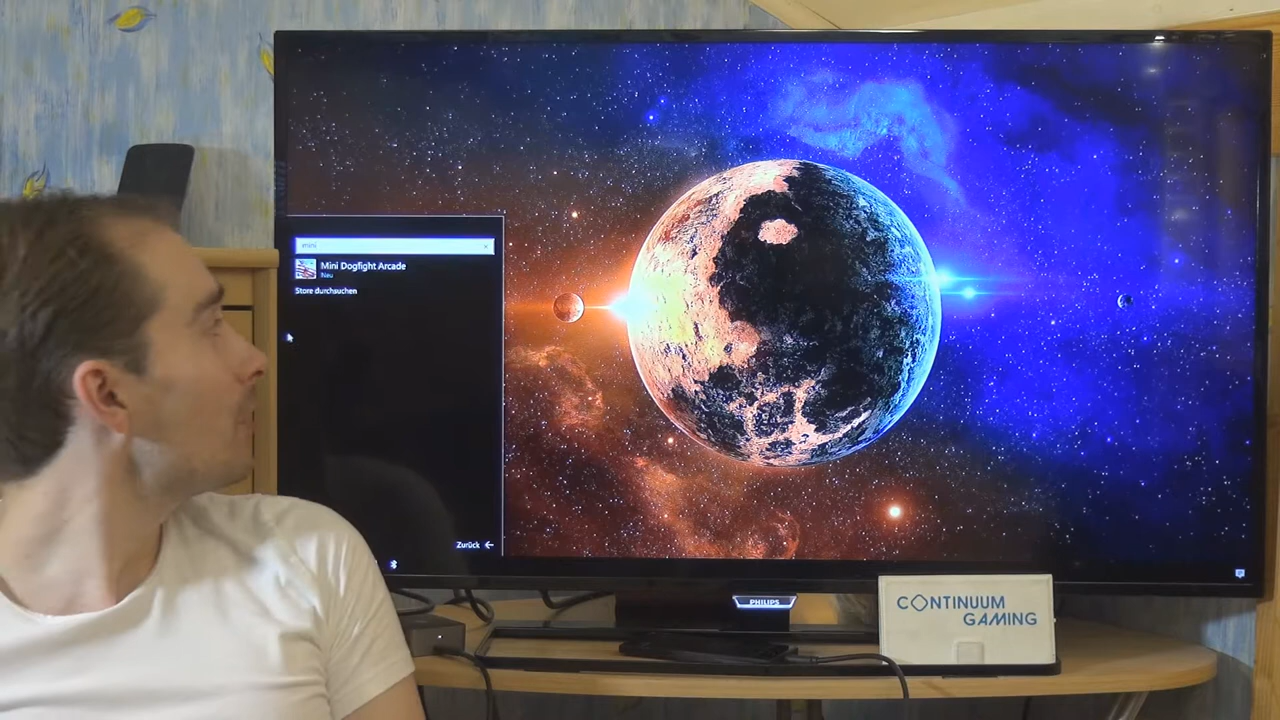 mini
Mini Dogfight Arcade
Neu
Store durchsuchen
Zurück
PHILIPS
CONTINUUM
GAMING